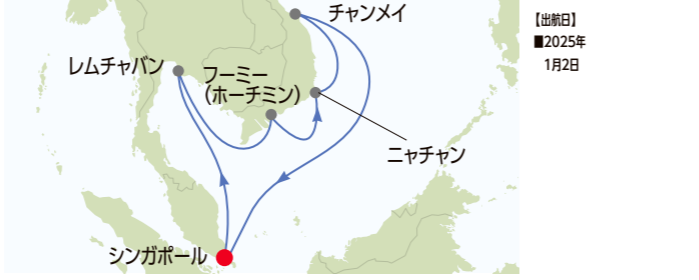 チャンメイ
レムチャバン
フーミー
(ホーチミン)
ニャチャン
シンガポール
【出航日】
■2025年
1月2日